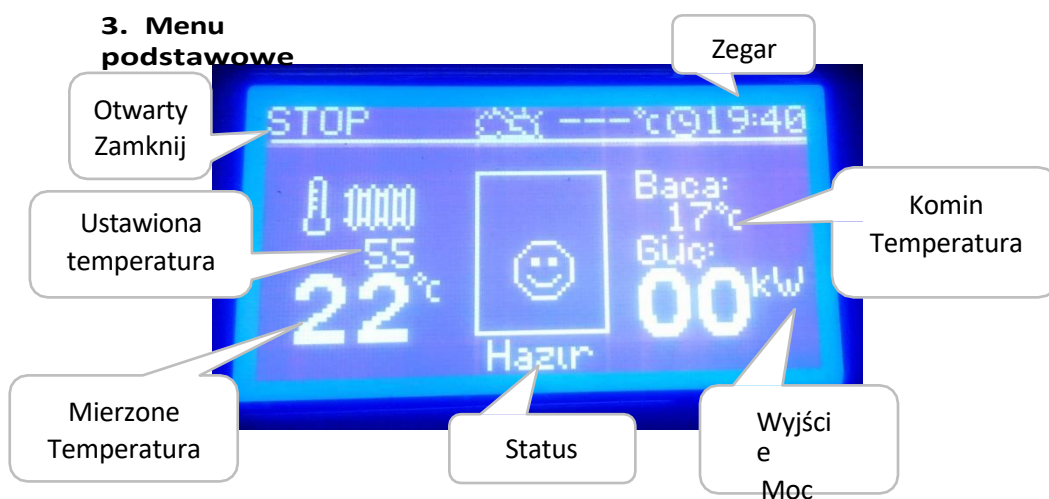 3. Menu
podstawowe
Zegar
Otwarty
Zamknij
STOP ---°c 19:40
Ustawiona
temperatura
55
22°c
Baca:
17°c
Güç:
00kW
Komin
Temperatura
Hazır
Mierzone
Temperatura
Status
Wyjści
e
Moc